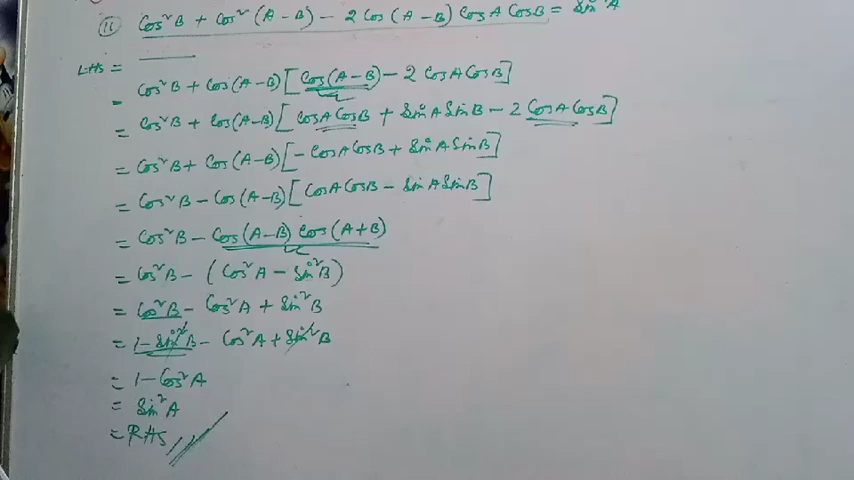 (ii) Cos²B + Cos²(A-B) - 2 Cos(A-B) CosA CosB = Sin²A
LHS =
= Cos²B + Cos(A-B) [Cos(A-B) - 2 CosA CosB]
= Cos²B + Cos(A-B) [CosA CosB + SinA SinB - 2 CosA CosB]
= Cos²B + Cos(A-B) [-CosA CosB + SinA SinB]
= Cos²B - Cos(A-B) [CosA CosB - SinA SinB]
= Cos²B - Cos(A-B) Cos(A+B)
= Cos²B - (Cos²A - Sin²B)
= Cos²B - Cos²A + Sin²B
= 1 - Sin²B - Cos²A + Sin²B
= 1 - Cos²A
= Sin²A
= RHS